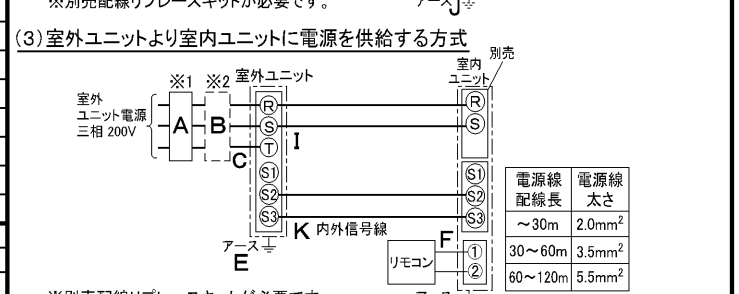 ※別売配線リプレースキットが必要です。
アース
(3)室外ユニットより室内ユニットに電源を供給する方式
※1 ※2 室外ユニット
室内
ユニット
別売
室外
ユニット電源
三相 200V
A B C
R
S
T
S1
S2
S3
I
R
S
S1
S2
S3
K 内外信号線
アース
E
リモコン
F
1
2
電源線
配線長
電源線
太さ
～30m 2.0mm²
30～60m 3.5mm²
60～120m 5.5mm²